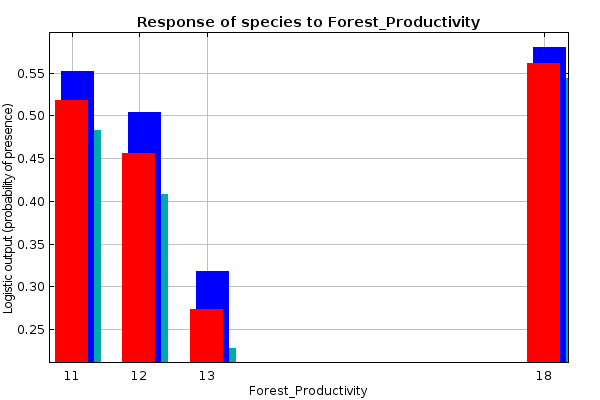 Response of species to Forest_Productivity
Logistic output (probability of presence)
0.55
0.50
0.45
0.40
0.35
0.30
0.25
11 12 13 18
Forest_Productivity